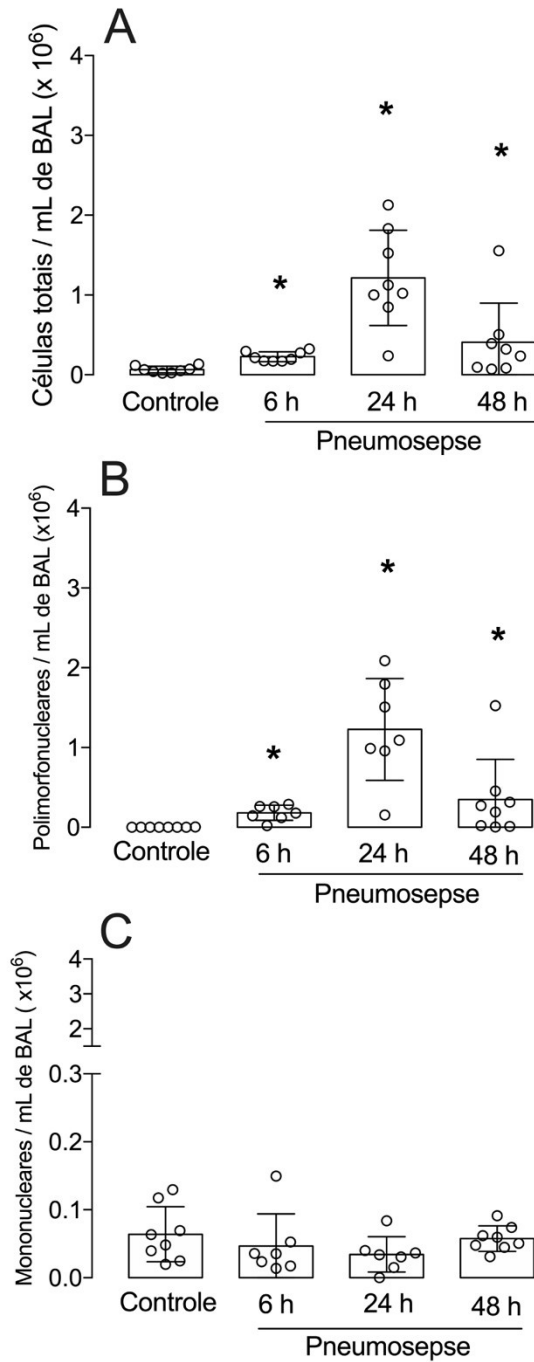 A
Células totais / mL de BAL (x 10⁶)
4
3
2
1
0
*
*
*
Controle
6 h
24 h
48 h
Pneumosepse
B
Polimorfonucleares / mL de BAL (x10⁶)
4
3
2
1
0
*
*
*
Controle
6 h
24 h
48 h
Pneumosepse
C
Mononucleares / mL de BAL ( x10⁶)
4
3
2
0.3
0.2
0.1
0.0
Controle
6 h
24 h
48 h
Pneumosepse